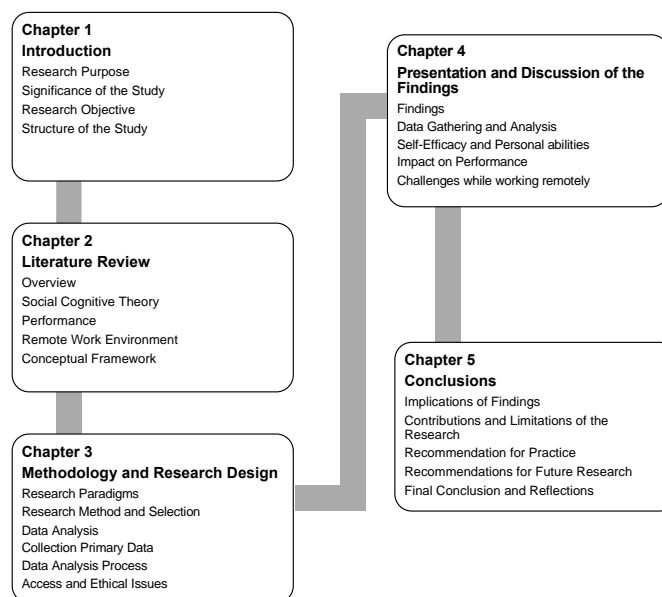 Chapter 1
Introduction
Research Purpose
Significance of the Study
Research Objective
Structure of the Study
Chapter 2
Literature Review
Overview
Social Cognitive Theory
Performance
Remote Work Environment
Conceptual Framework
Chapter 3
Methodology and Research Design
Research Paradigms
Research Method and Selection
Data Analysis
Collection Primary Data
Data Analysis Process
Access and Ethical Issues
Chapter 4
Presentation and Discussion of the
Findings
Findings
Data Gathering and Analysis
Self-Efficacy and Personal abilities
Impact on Performance
Challenges while working remotely
Chapter 5
Conclusions
Implications of Findings
Contributions and Limitations of the
Research
Recommendation for Practice
Recommendations for Future Research
Final Conclusion and Reflections